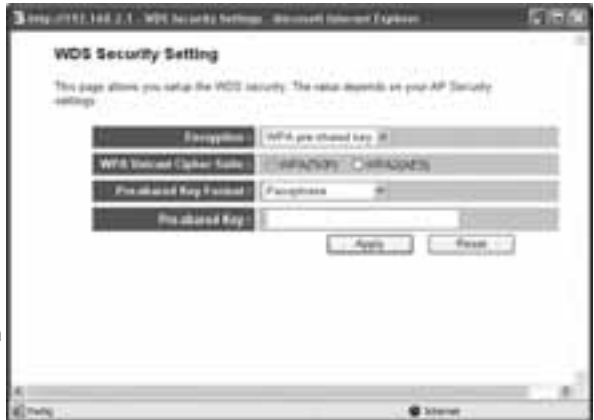 http://192.168.2.1 - WDS Security Settings - Microsoft Internet Explorer
WDS Security Setting
This page allows you setup the WDS security. The value depends on your AP Security
settings
Encryption : WPA pre-shared key
WPA Unicast Cipher Suite : WPA(TKIP) WPA2(AES)
Pre-shared Key Format : Passphrase
Pre-shared Key :
Apply Reset
Internet